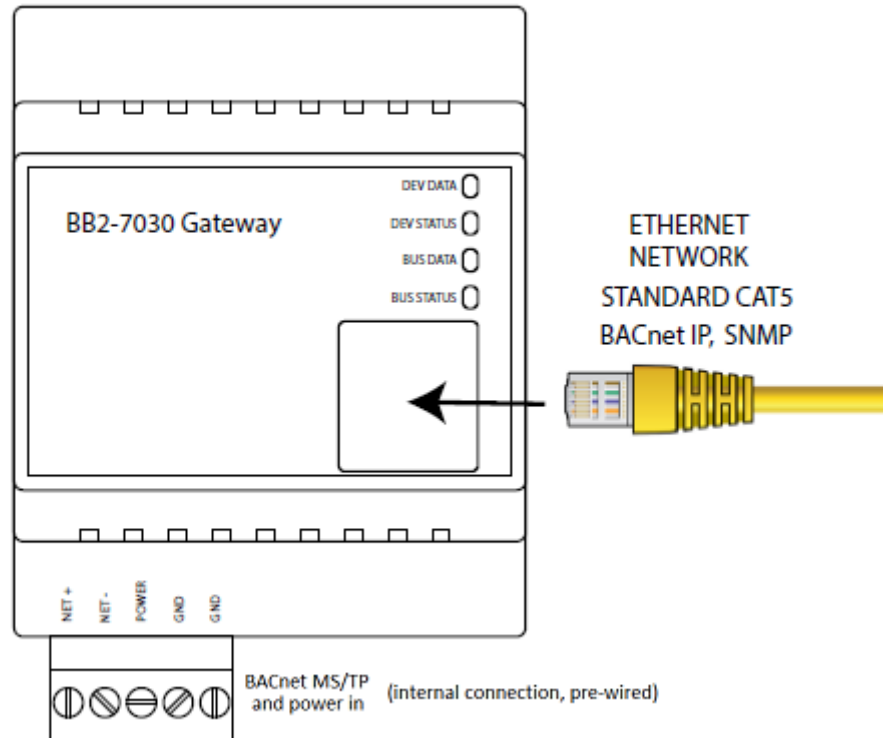 DEV DATA
BB2-7030 Gateway
DEV STATUS
BUS DATA
BUS STATUS
ETHERNET
NETWORK
STANDARD CAT5
BACnet IP, SNMP
NET +
NET -
POWER
GND
GND
BACnet MS/TP
and power in
(internal connection, pre-wired)